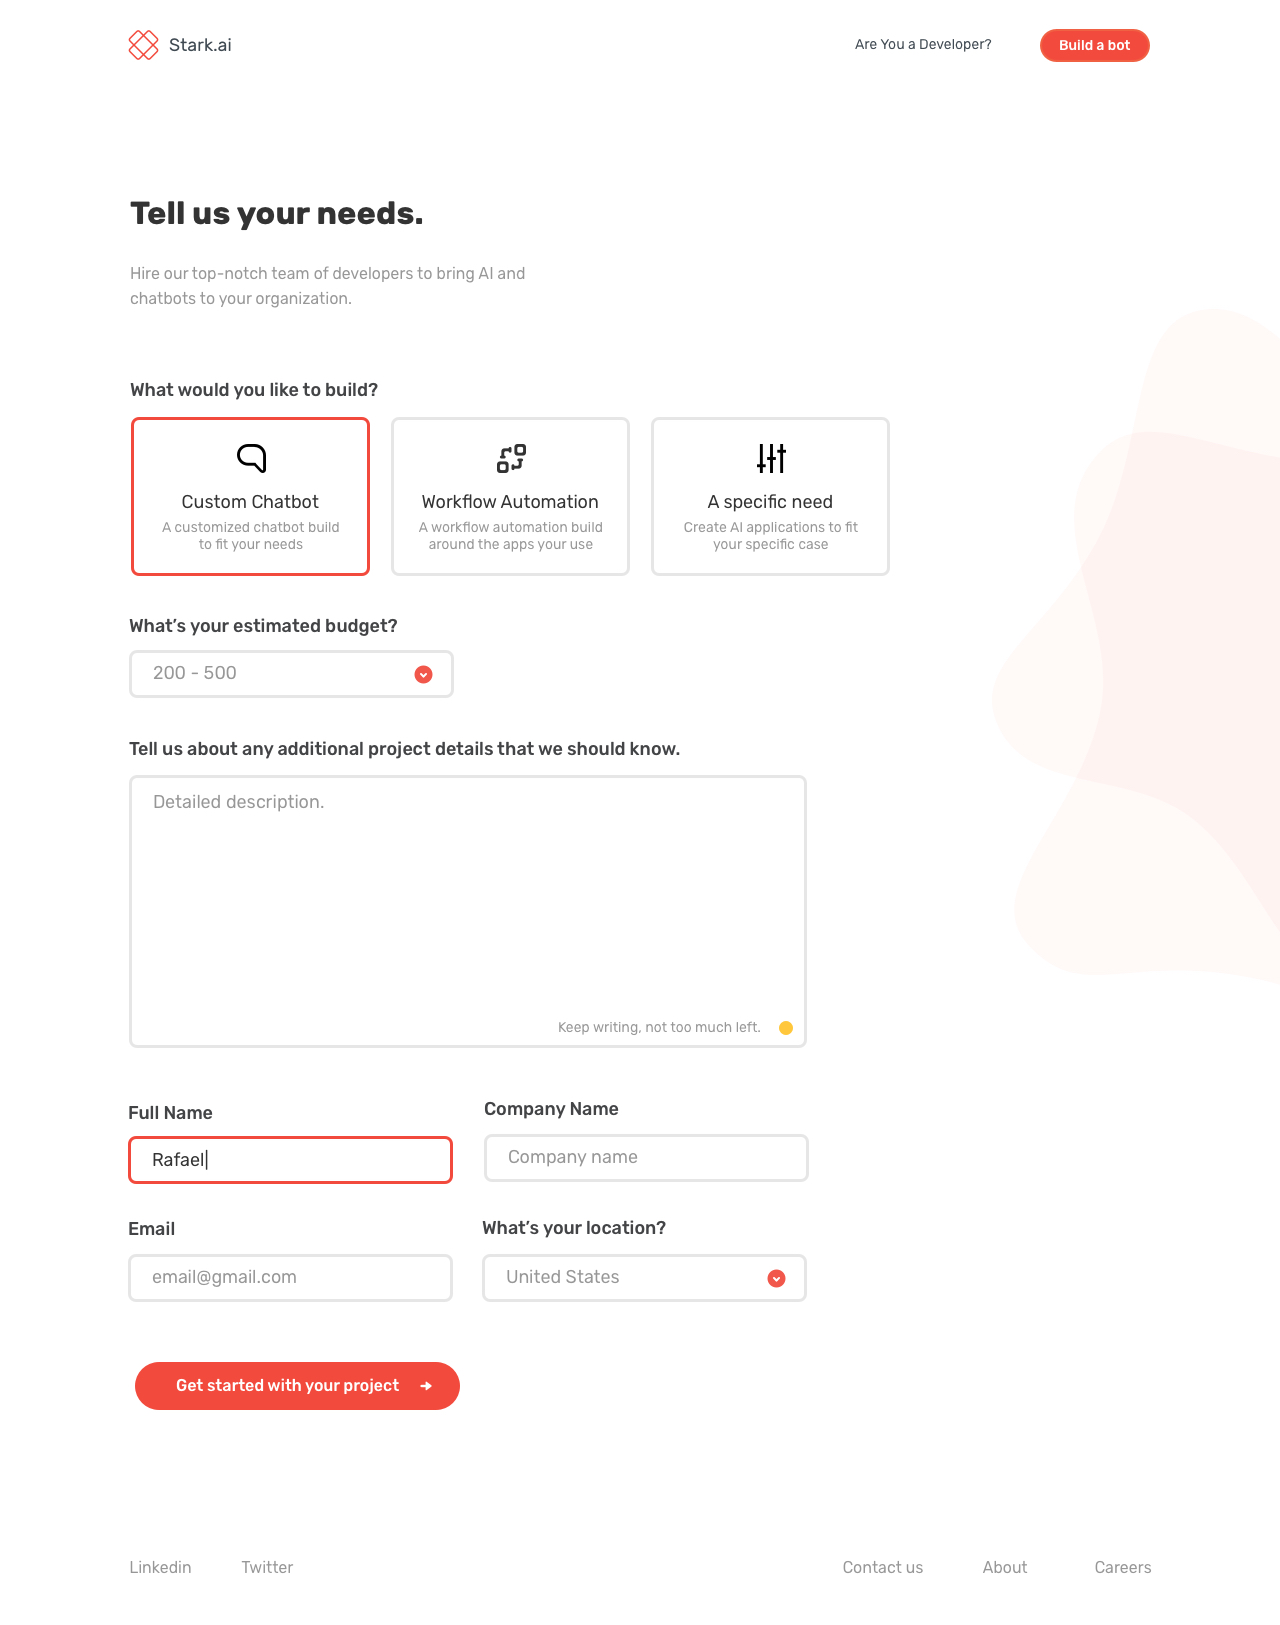 Stark.ai
Are You a Developer?
Build a bot
Tell us your needs.
Hire our top-notch team of developers to bring AI and
chatbots to your organization.
What would you like to build?
Custom Chatbot
A customized chatbot build
to fit your needs
Workflow Automation
A workflow automation build
around the apps your use
A specific need
Create AI applications to fit
your specific case
What’s your estimated budget?
200 - 500
Tell us about any additional project details that we should know.
Detailed description.
Keep writing, not too much left.
Full Name
Rafael|
Company Name
Company name
Email
email@gmail.com
What’s your location?
United States
Get started with your project
Linkedin
Twitter
Contact us
About
Careers